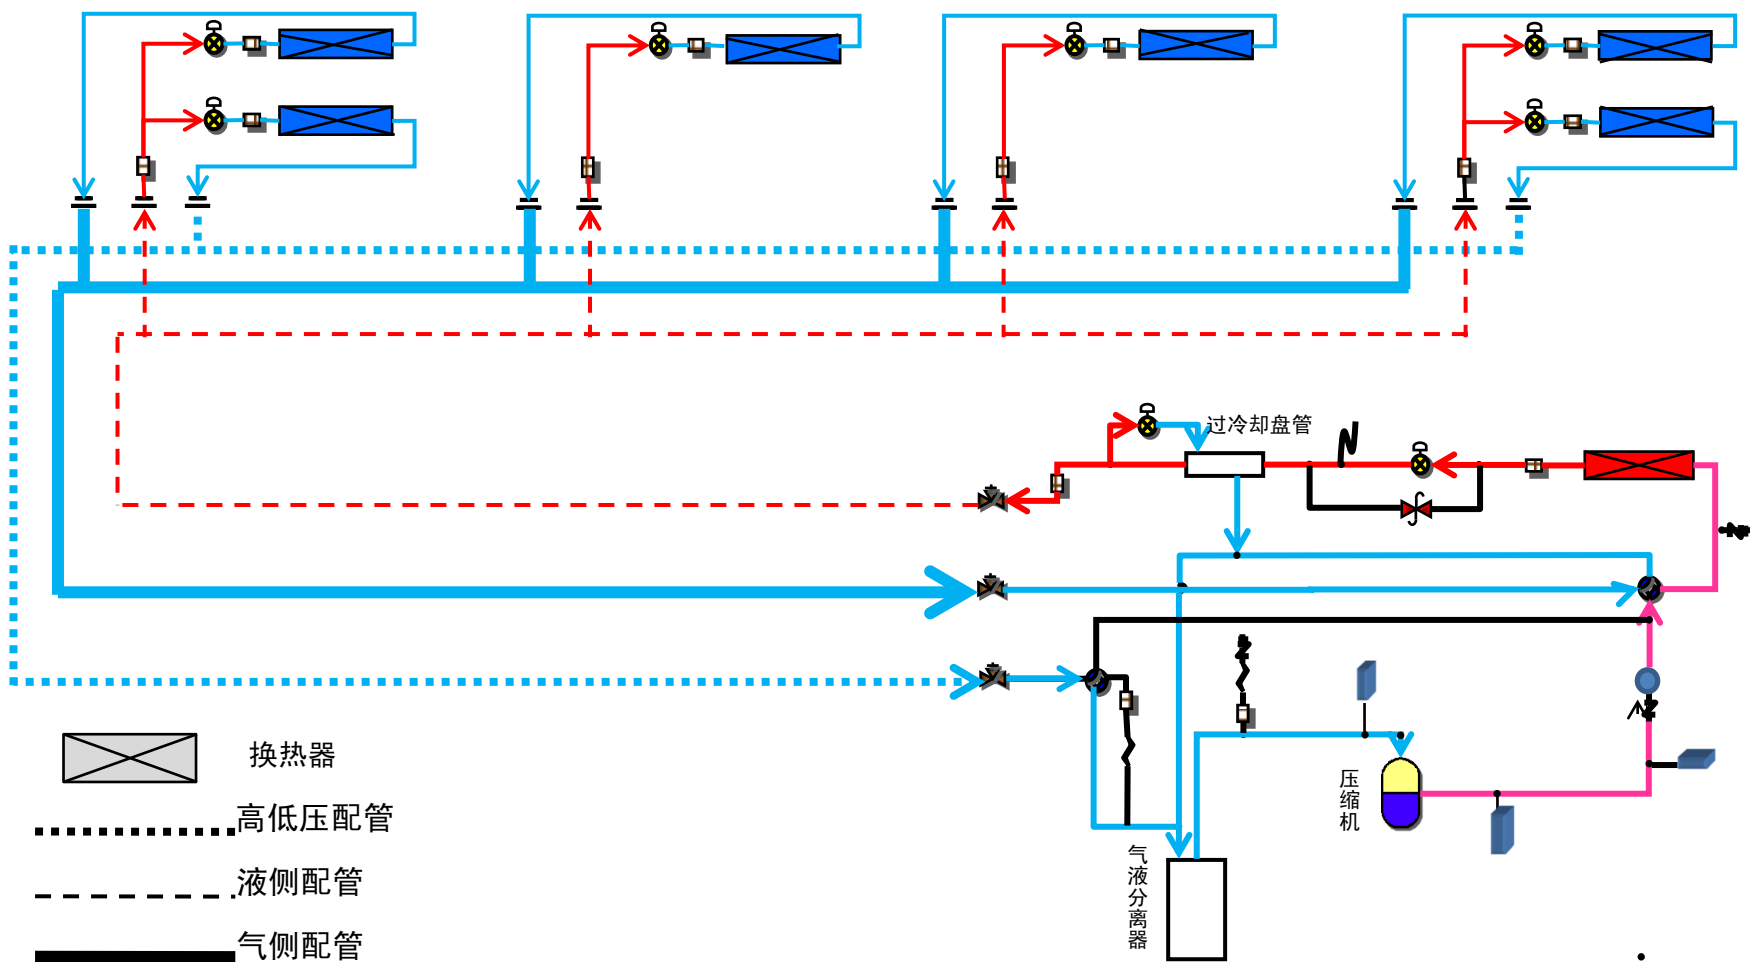 过冷却盘管
换热器
高低压配管
液侧配管
气侧配管
压缩机
气液分离器